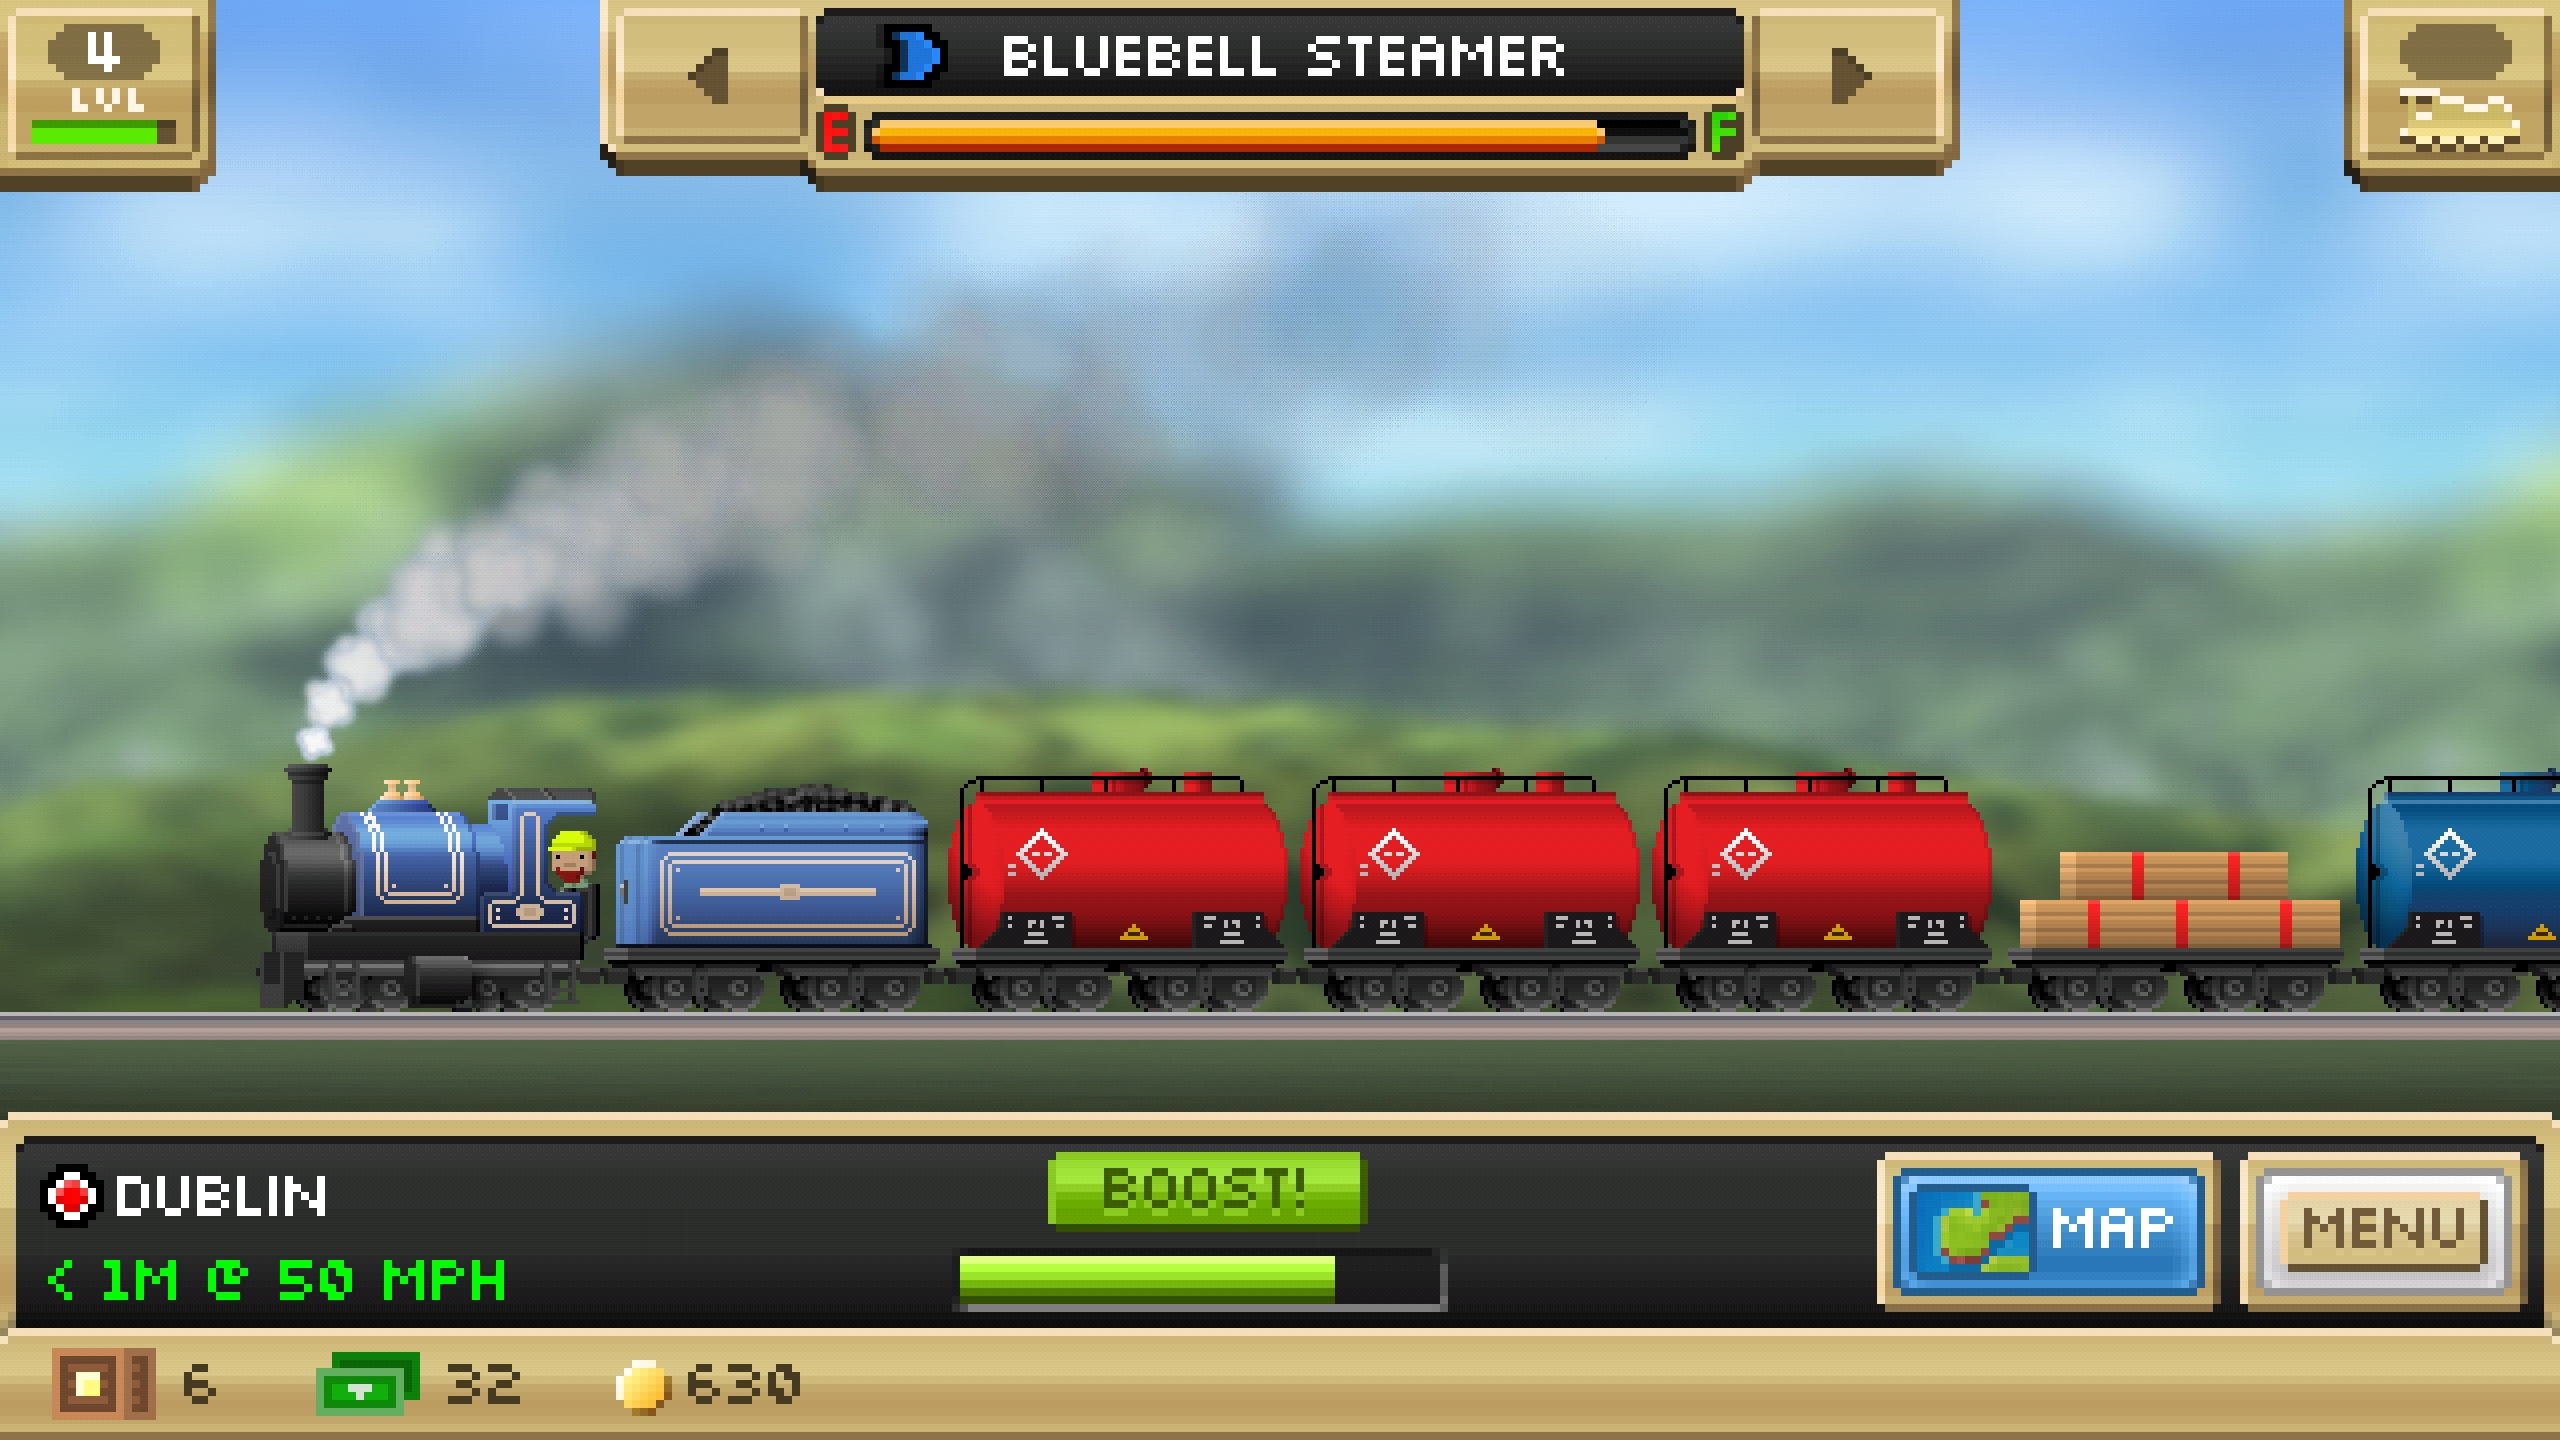 4
LVL
BLUEBELL STEAMER
E F
DUBLIN
< 1M @ 50 MPH
BOOST!
MAP
MENU
6 32 630